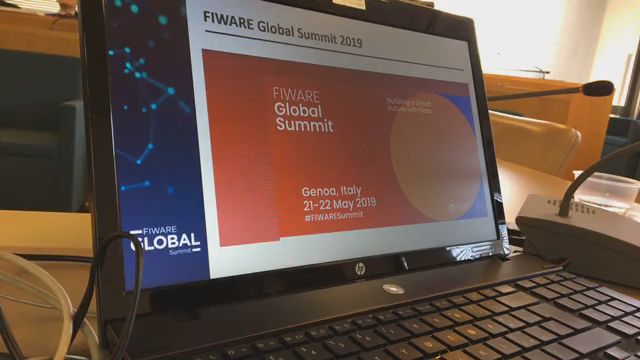 FIWARE Global Summit 2019
FIWARE
Global
Summit
Building a Smart
Future with Data
Genoa, Italy
21-22 May 2019
#FIWARESummit
FIWARE
GLOBAL
Summit
hp